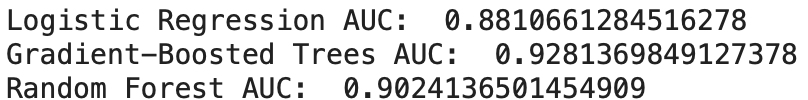 Logistic Regression AUC:  0.8810661284516278
Gradient-Boosted Trees AUC:  0.9281369849127378
Random Forest AUC:  0.9024136501454909